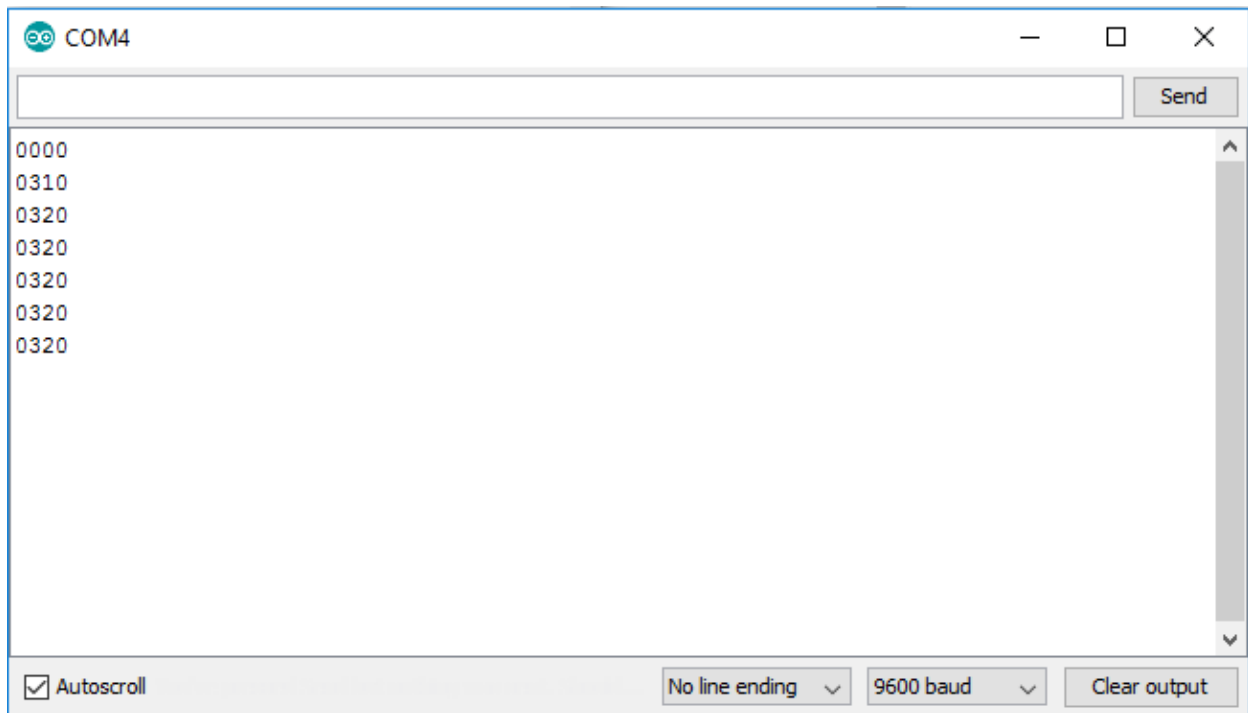 COM4
Send
0000
0310
0320
0320
0320
0320
0320
Autoscroll
No line ending
9600 baud
Clear output